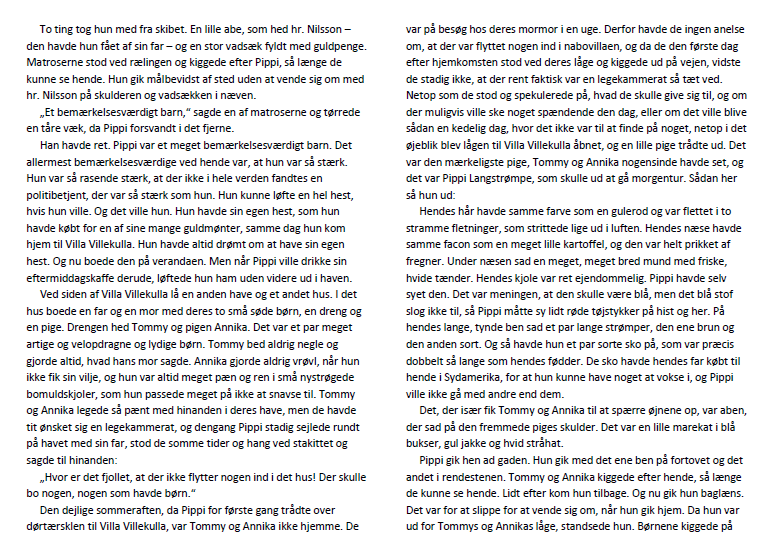 To ting tog hun med fra skibet. En lille abe, som hed hr. Nilsson –
den havde hun fået af sin far – og en stor vadsæk fyldt med guldpenge.
Matroserne stod ved rælingen og kiggede efter Pippi, så længe de
kunne se hende. Hun gik målbevidst af sted uden at vende sig om med
hr. Nilsson på skulderen og vadsækken i næven.
„Et bemærkelsesværdigt barn,“ sagde en af matroserne og tørrede
en tåre væk, da Pippi forsvandt i det fjerne.
Han havde ret. Pippi var et meget bemærkelsesværdigt barn. Det
allermest bemærkelsesværdige ved hende var, at hun var så stærk.
Hun var så rasende stærk, at der ikke i hele verden fandtes en
politibetjent, der var så stærk som hun. Hun kunne løfte en hel hest,
hvis hun ville. Og det ville hun. Hun havde sin egen hest, som hun
havde købt for en af sine mange guldmønter, samme dag hun kom
hjem til Villa Villekulla. Hun havde altid drømt om at have sin egen
hest. Og nu boede den på verandaen. Men når Pippi ville drikke sin
eftermiddagskaffe derude, løftede hun ham uden videre ud i haven.
Ved siden af Villa Villekulla lå en anden have og et andet hus. I det
hus boede en far og en mor med deres to små søde børn, en dreng og
en pige. Drengen hed Tommy og pigen Annika. Det var et par meget
artige og velopdragne og lydige børn. Tommy bed aldrig negle og
gjorde altid, hvad hans mor sagde. Annika gjorde aldrig vrøvl, når hun
ikke fik sin vilje, og hun var altid meget pæn og ren i små nystrøgede
bomuldskjoler, som hun passede meget på ikke at snavse til. Tommy
og Annika legede så pænt med hinanden i deres have, men de havde
tit ønsket sig en legekammerat, og dengang Pippi stadig sejlede rundt
på havet med sin far, stod de somme tider og hang ved stakittet og
sagde til hinanden:
„Hvor er det fjollet, at der ikke flytter nogen ind i det hus! Der skulle
bo nogen, nogen som havde børn.“
Den dejlige sommeraften, da Pippi for første gang trådte over
dørtærsklen til Villa Villekulla, var Tommy og Annika ikke hjemme. De
var på besøg hos deres mormor i en uge. Derfor havde de ingen anelse
om, at der var flyttet nogen ind i nabovillaen, og da de den første dag
efter hjemkomsten stod ved deres låge og kiggede ud på vejen, vidste
de stadig ikke, at der rent faktisk var en legekammerat så tæt ved.
Netop som de stod og spekulerede på, hvad de skulle give sig til, og om
der muligvis ville ske noget spændende den dag, eller om det ville blive
sådan en kedelig dag, hvor det ikke var til at finde på noget, netop i det
øjeblik blev lågen til Villa Villekulla åbnet, og en lille pige trådte ud. Det
var den mærkeligste pige, Tommy og Annika nogensinde havde set, og
det var Pippi Langstrømpe, som skulle ud at gå morgentur. Sådan her
så hun ud:
Hendes hår havde samme farve som en gulerod og var flettet i to
stramme fletninger, som strittede lige ud i luften. Hendes næse havde
samme facon som en meget lille kartoffel, og den var helt prikket af
fregner. Under næsen sad en meget, meget bred mund med friske,
hvide tænder. Hendes kjole var ret ejendommelig. Pippi havde selv
syet den. Det var meningen, at den skulle være blå, men det blå stof
slog ikke til, så Pippi måtte sy lidt røde tøjstykker på hist og her. På
hendes lange, tynde ben sad et par lange strømper, den ene brun og
den anden sort. Og så havde hun et par sorte sko på, som var præcis
dobbelt så lange som hendes fødder. De sko havde hendes far købt til
hende i Sydamerika, for at hun kunne have noget at vokse i, og Pippi
ville ikke gå med andre end dem.
Det, der især fik Tommy og Annika til at spærre øjnene op, var aben,
der sad på den fremmede piges skulder. Det var en lille marekat i blå
bukser, gul jakke og hvid stråhat.
Pippi gik hen ad gaden. Hun gik med det ene ben på fortovet og det
andet i rendestenen. Tommy og Annika kiggede efter hende, så længe
de kunne se hende. Lidt efter kom hun tilbage. Og nu gik hun baglæns.
Det var for at slippe for at vende sig om, når hun gik hjem. Da hun var
ud for Tommys og Annikas låge, standsede hun. Børnene kiggede på